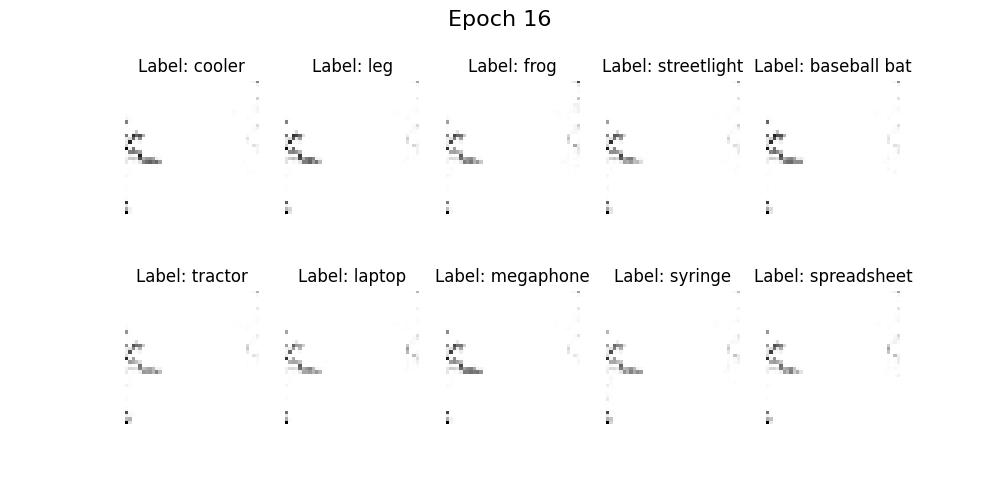 Epoch 16
Label: cooler
Label: leg
Label: frog
Label: streetlight
Label: baseball bat
Label: tractor
Label: laptop
Label: megaphone
Label: syringe
Label: spreadsheet